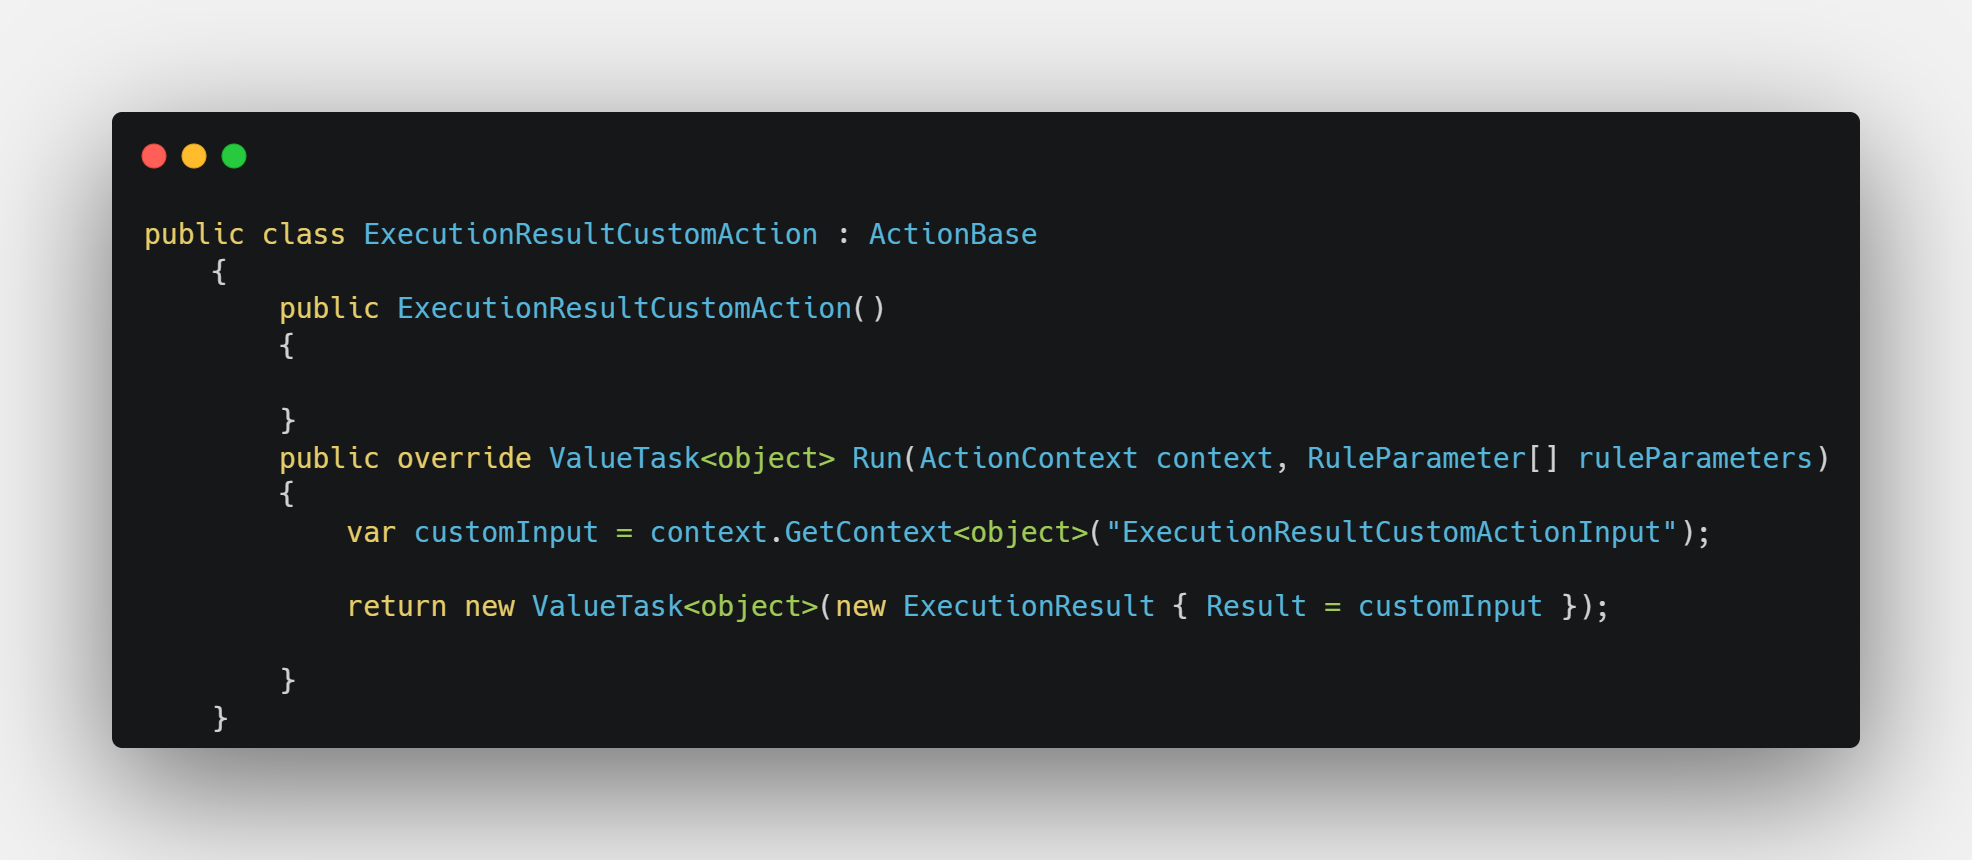 public class ExecutionResultCustomAction : ActionBase
    {
        public ExecutionResultCustomAction()
        {

        }
        public override ValueTask<object> Run(ActionContext context, RuleParameter[] ruleParameters)
        {
            var customInput = context.GetContext<object>("ExecutionResultCustomActionInput");

            return new ValueTask<object>(new ExecutionResult { Result = customInput });

        }
    }